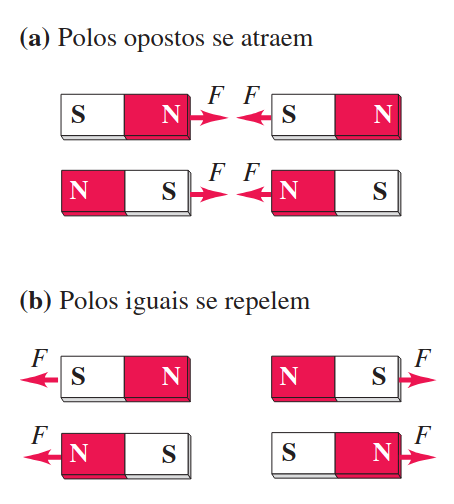 (a) Polos opostos se atraem
F F
S N S N
F F
N S N S
(b) Polos iguais se repelem
F F
S N N S
F F
N S S N